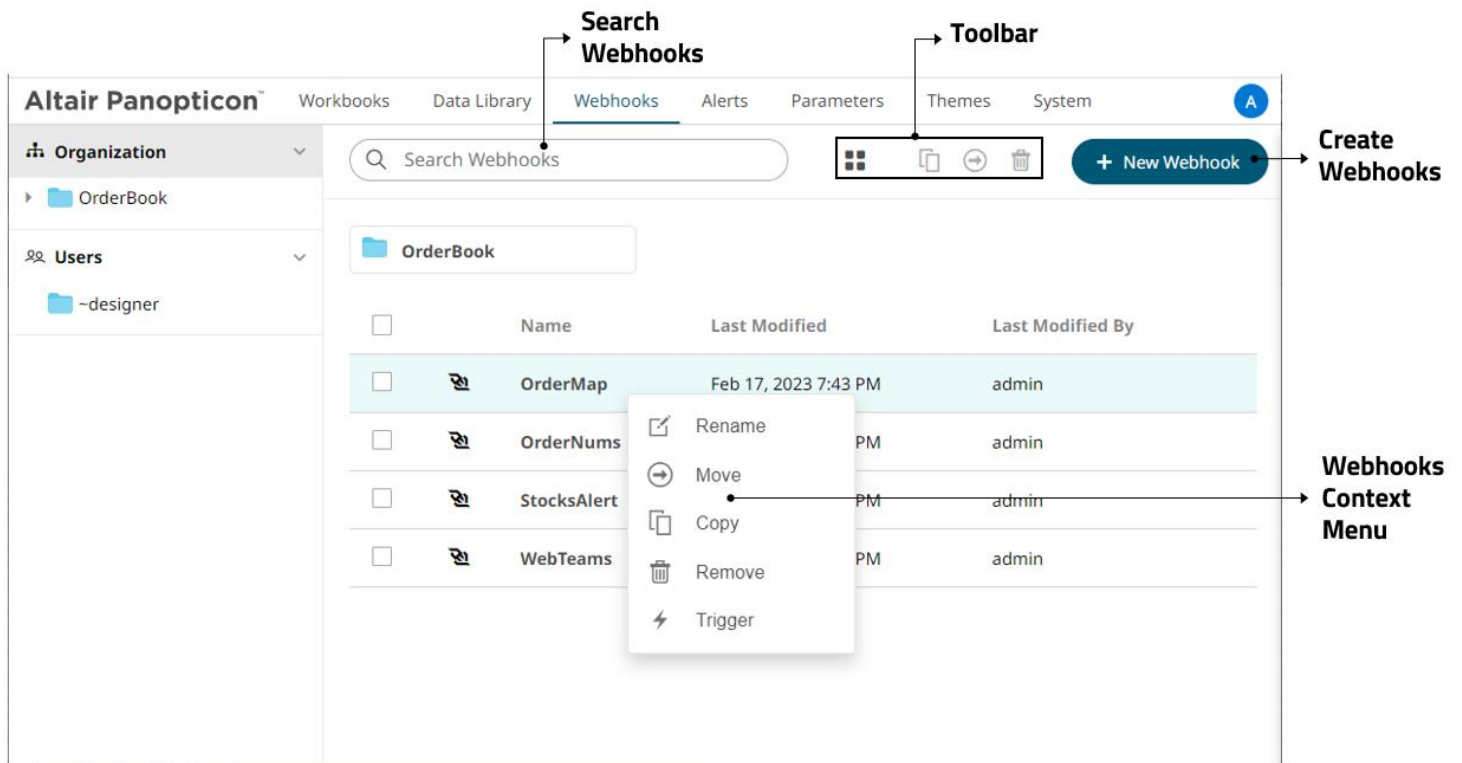 Search
Webhooks
Toolbar
Altair Panopticon™ Workbooks Data Library Webhooks Alerts Parameters Themes System A
Organization
Search Webhooks
+ New Webhook
Create
Webhooks
OrderBook
Users
OrderBook
~designer
Name Last Modified Last Modified By
OrderMap Feb 17, 2023 7:43 PM admin
Rename
OrderNums PM admin
Move
Webhooks
Context
Menu
StocksAlert PM admin
Copy
WebTeams PM admin
Remove
Trigger